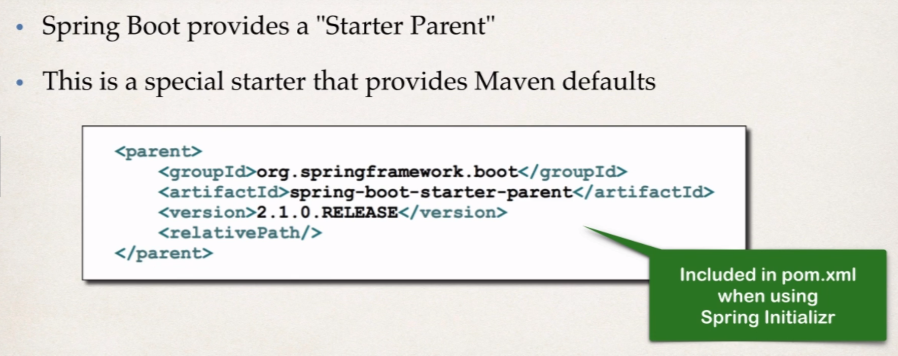 • Spring Boot provides a "Starter Parent"
• This is a special starter that provides Maven defaults
<parent>
    <groupId>org.springframework.boot</groupId>
    <artifactId>spring-boot-starter-parent</artifactId>
    <version>2.1.0.RELEASE</version>
    <relativePath/>
</parent>
Included in pom.xml
when using
Spring Initializr